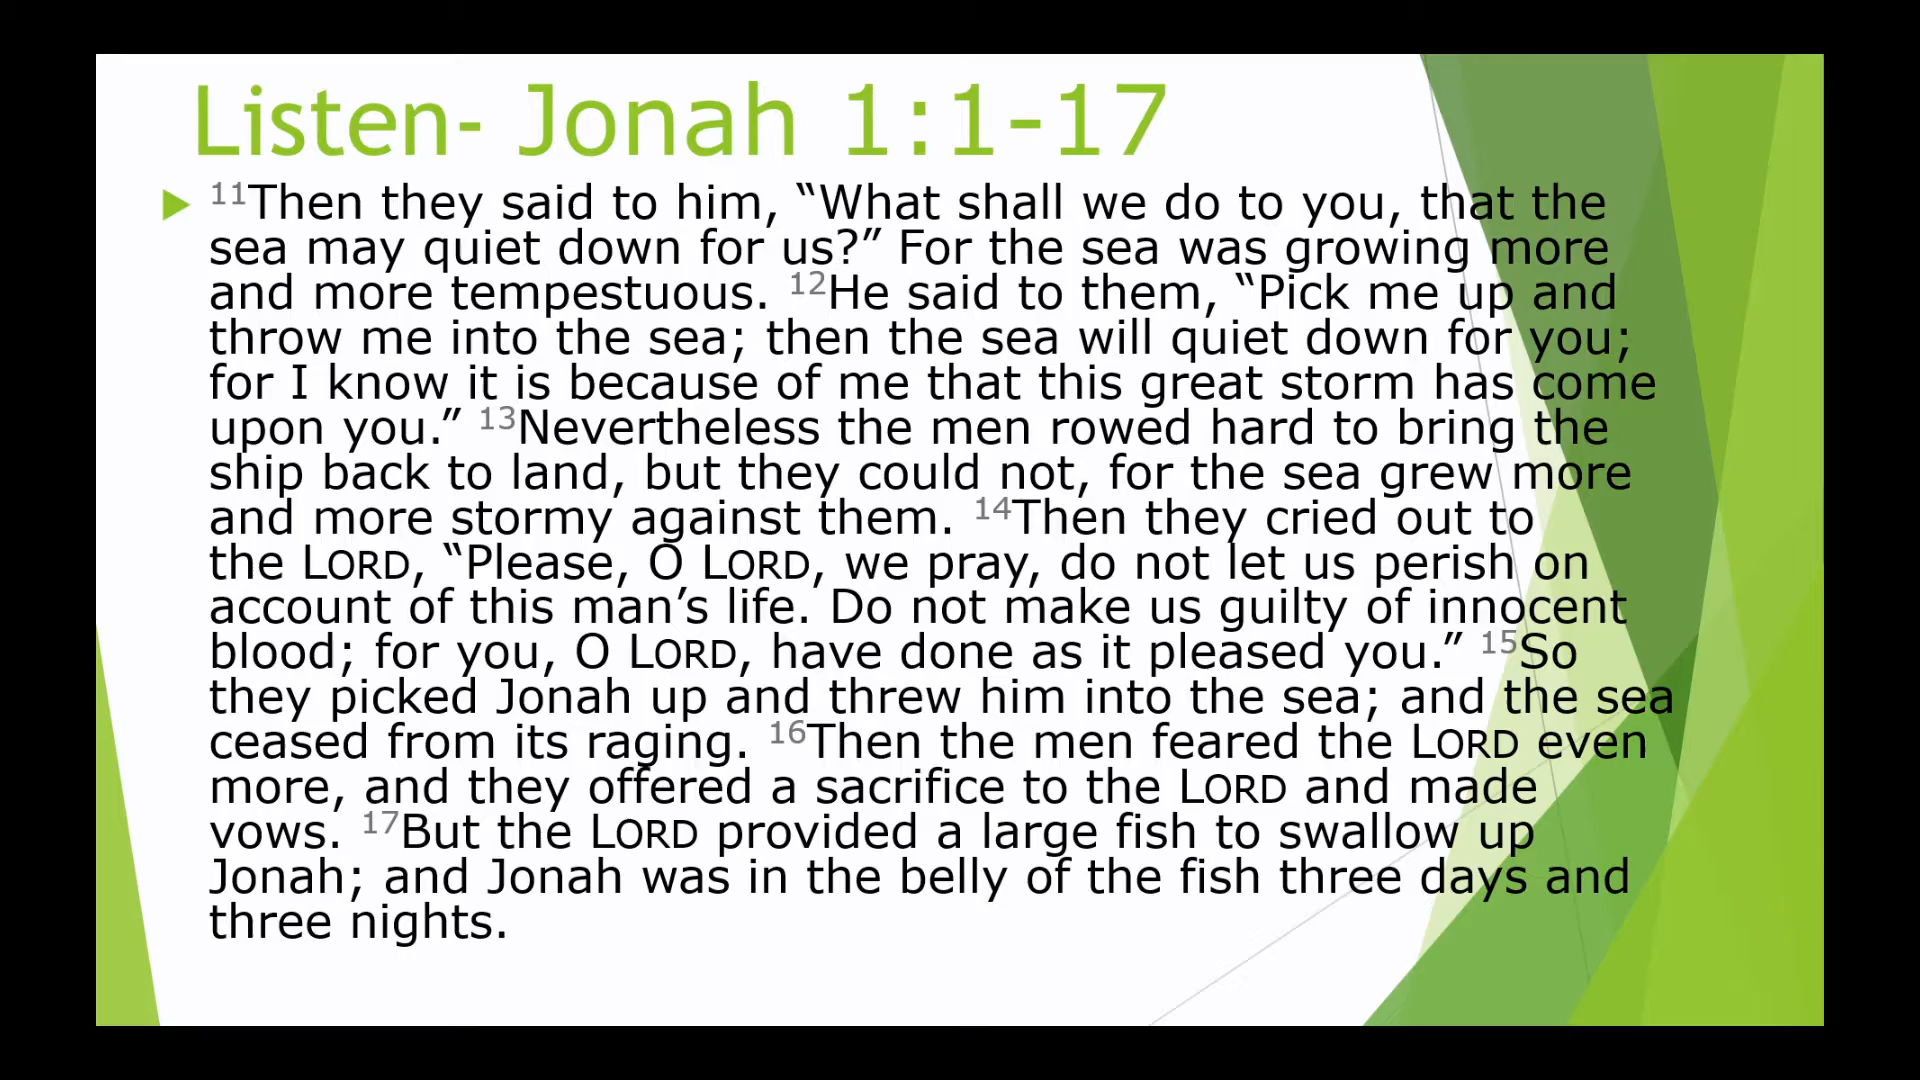 Listen- Jonah 1:1-17
11Then they said to him, “What shall we do to you, that the
sea may quiet down for us?” For the sea was growing more
and more tempestuous. 12He said to them, “Pick me up and
throw me into the sea; then the sea will quiet down for you;
for I know it is because of me that this great storm has come
upon you.” 13Nevertheless the men rowed hard to bring the
ship back to land, but they could not, for the sea grew more
and more stormy against them. 14Then they cried out to
the LORD, “Please, O LORD, we pray, do not let us perish on
account of this man’s life. Do not make us guilty of innocent
blood; for you, O LORD, have done as it pleased you.” 15So
they picked Jonah up and threw him into the sea; and the sea
ceased from its raging. 16Then the men feared the LORD even
more, and they offered a sacrifice to the LORD and made
vows. 17But the LORD provided a large fish to swallow up
Jonah; and Jonah was in the belly of the fish three days and
three nights.